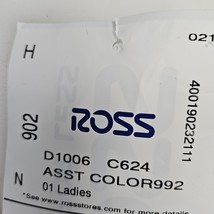 H
021
ROSS
400190232111
902
D1006 C624
ASST COLOR992
N
01 Ladies
*See www.rossstores.com for more details